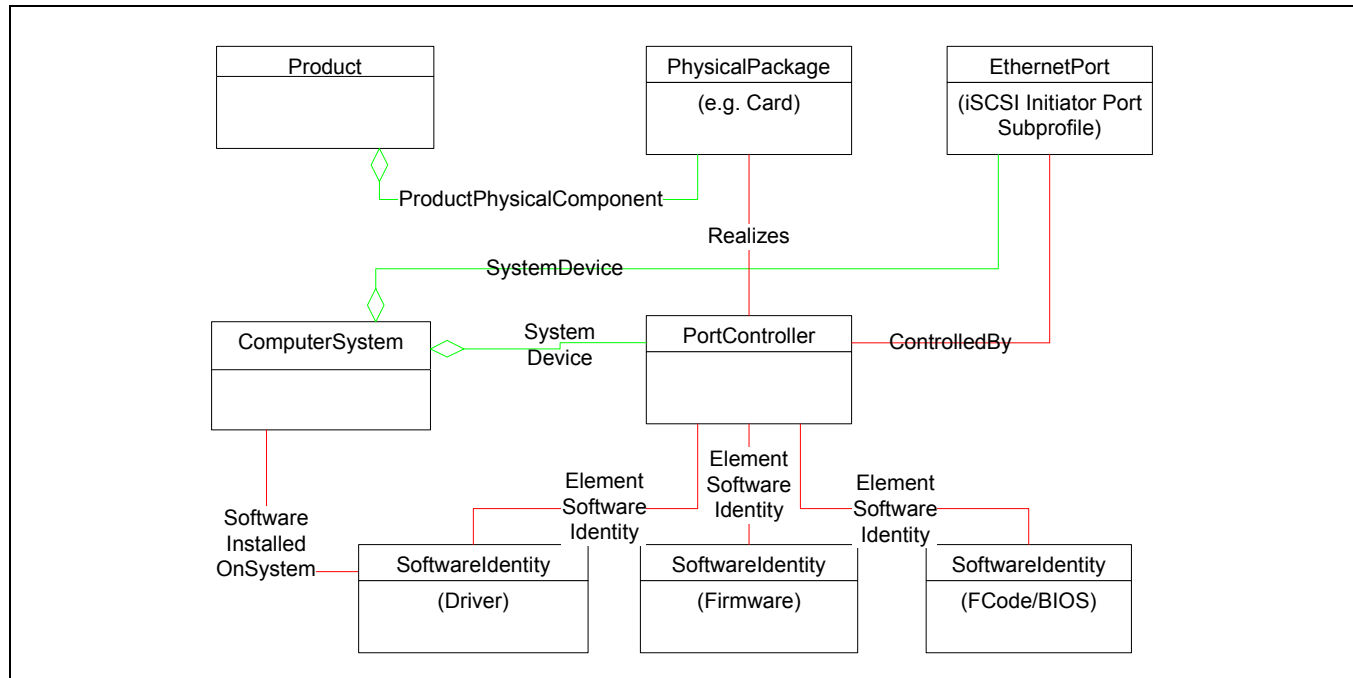 Product
PhysicalPackage
(e.g. Card)
EthernetPort
(iSCSI Initiator Port
Subprofile)
ProductPhysicalComponent
Realizes
SystemDevice
ComputerSystem
System
Device
PortController
ControlledBy
Element
Software
Identity
Element
Software
Identity
Element
Software
Identity
Software
Installed
OnSystem
SoftwareIdentity
(Driver)
SoftwareIdentity
(Firmware)
SoftwareIdentity
(FCode/BIOS)